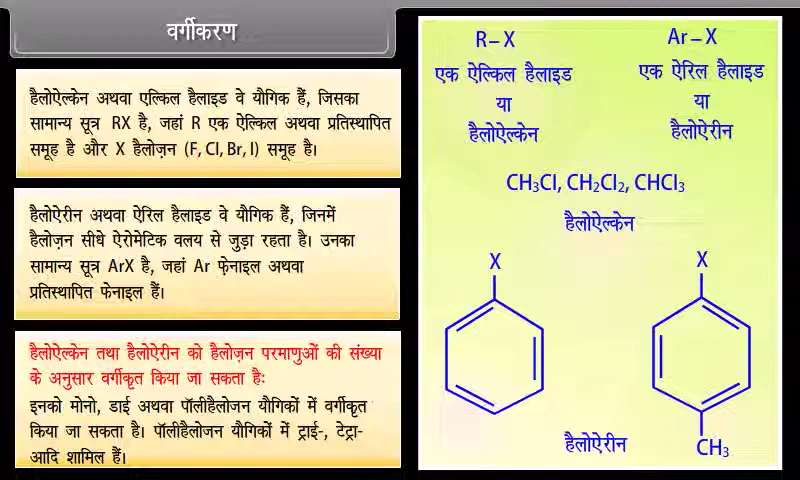 वर्गीकरण
हैलोऐल्केन अथवा एल्किल हैलाइड वे यौगिक हैं, जिसका
सामान्य सूत्र RX है, जहां R एक ऐल्किल अथवा प्रतिस्थापित
समूह है और X हैलोज़न (F, Cl, Br, I) समूह है।
हैलोऐरीन अथवा ऐरिल हैलाइड वे यौगिक हैं, जिनमें
हैलोज़न सीधे ऐरोमेटिक वलय से जुड़ा रहता है। उनका
सामान्य सूत्र ArX है, जहां Ar फ़ेनाइल अथवा
प्रतिस्थापित फेनाइल हैं।
हैलोऐल्केन तथा हैलोऐरीन को हैलोज़न परमाणुओं की संख्या
के अनुसार वर्गीकृत किया जा सकता हैः
इनको मोनो, डाई अथवा पॉलीहैलोजन यौगिकों में वर्गीकृत
किया जा सकता है। पॉलीहैलोजन यौगिकों में ट्राई-, टेट्रा-
आदि शामिल हैं।
R – X
एक ऐल्किल हैलाइड
या
हैलोऐल्केन
Ar – X
एक ऐरिल हैलाइड
या
हैलोऐरीन
CH₃Cl, CH₂Cl₂, CHCl₃
हैलोऐल्केन
X
X
CH₃
हैलोऐरीन